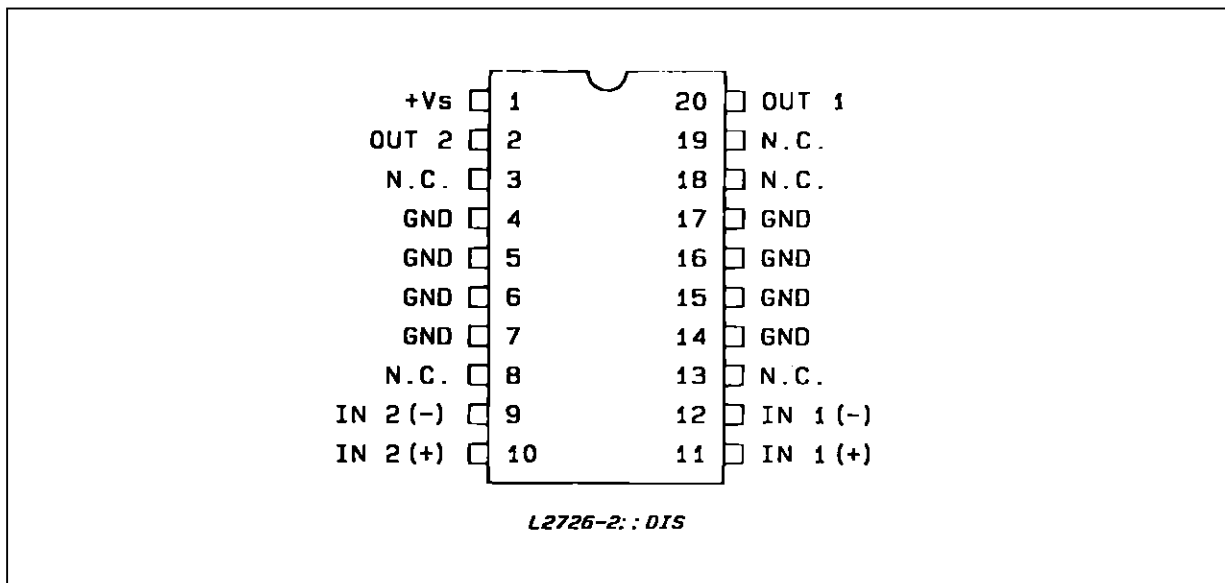 +Vs 1 20 OUT 1
OUT 2 2 19 N.C.
N.C. 3 18 N.C.
GND 4 17 GND
GND 5 16 GND
GND 6 15 GND
GND 7 14 GND
N.C. 8 13 N.C.
IN 2(-) 9 12 IN 1(-)
IN 2(+) 10 11 IN 1(+)
L2726-2::DIS